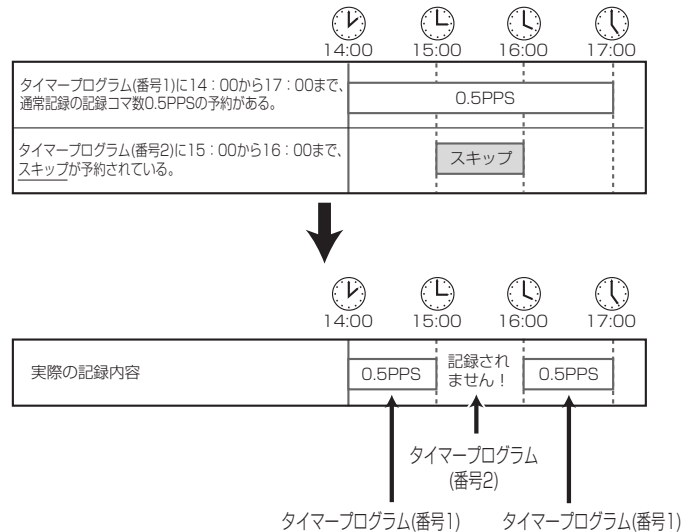 14:00 15:00 16:00 17:00
タイマープログラム(番号1)に14：00から17：00まで、
通常記録の記録コマ数0.5PPSの予約がある。
0.5PPS
タイマープログラム(番号2)に15：00から16：00まで、
スキップが予約されている。
スキップ
14:00 15:00 16:00 17:00
実際の記録内容
0.5PPS
記録され
ません！
0.5PPS
タイマープログラム
(番号2)
タイマープログラム(番号1) タイマープログラム(番号1)